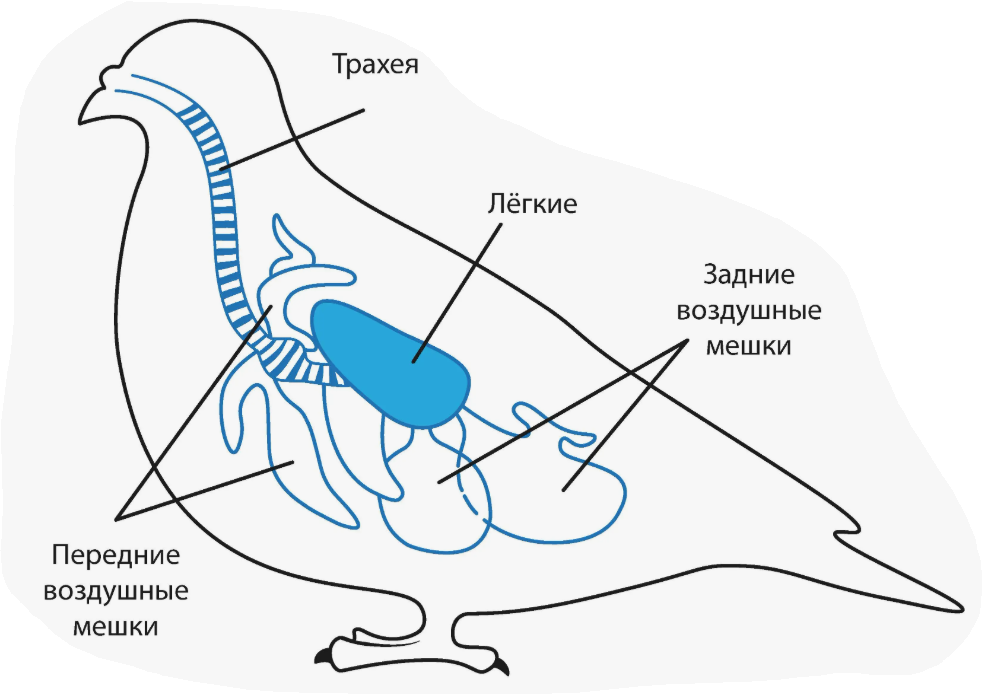 Трахея
Лёгкие
Задние
воздушные
мешки
Передние
воздушные
мешки